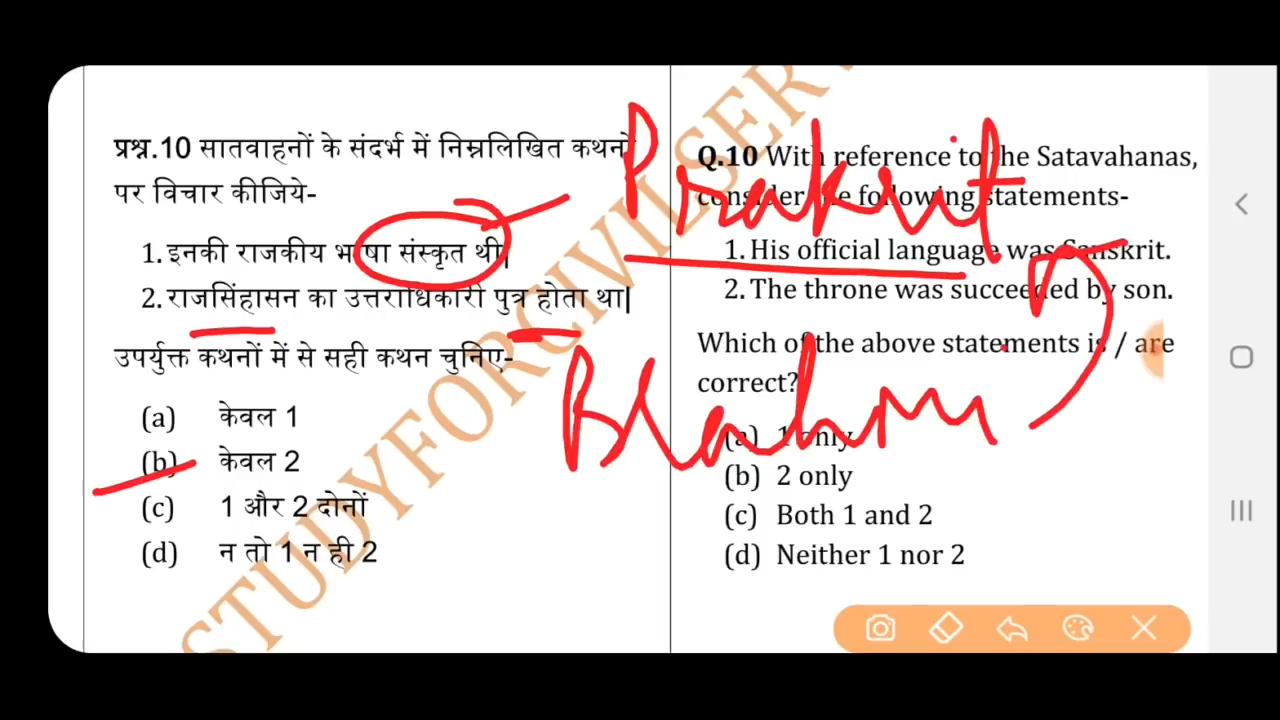 प्रश्न.10 सातवाहनों के संदर्भ में निम्नलिखित कथनों
पर विचार कीजिये-
1. इनकी राजकीय भाषा संस्कृत थी|
2. राजसिंहासन का उत्तराधिकारी पुत्र होता था|
उपर्युक्त कथनों में से सही कथन चुनिए-
(a) केवल 1
(b) केवल 2
(c) 1 और 2 दोनों
(d) न तो 1 न ही 2
Prakrit
Brahmi
Q.10 With reference to the Satavahanas,
consider the following statements-
1. His official language was Sanskrit.
2. The throne was succeeded by son.
Which of the above statements is / are
correct?
(a) 1 only
(b) 2 only
(c) Both 1 and 2
(d) Neither 1 nor 2
STUDYFORCIVILSERV